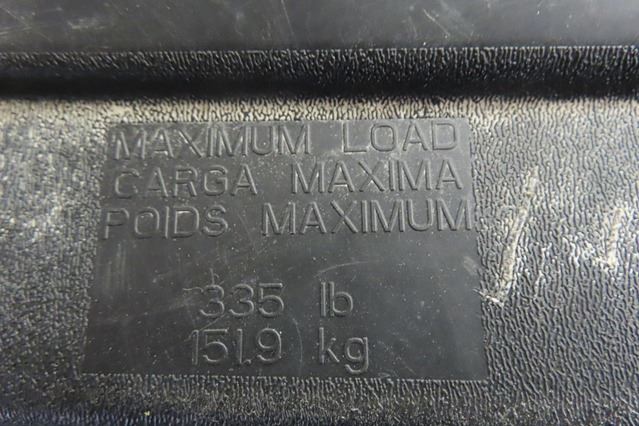 MAXIMUM LOAD
CARGA MAXIMA
POIDS MAXIMUM
335 lb
151.9 kg